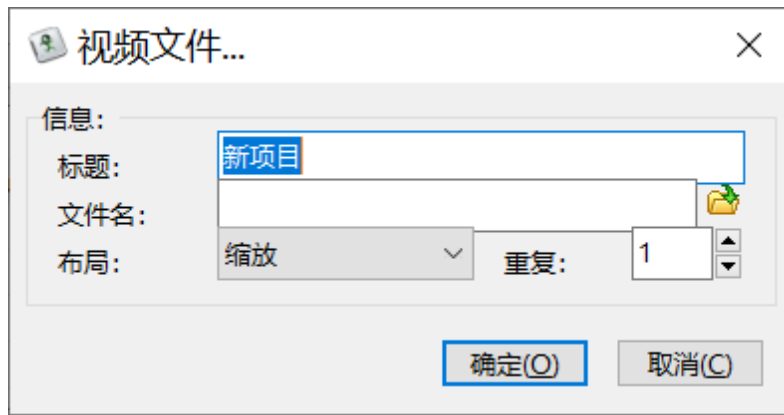 视频文件...
信息:
标题: 新项目
文件名:
布局: 缩放 重复: 1
确定(O) 取消(C)